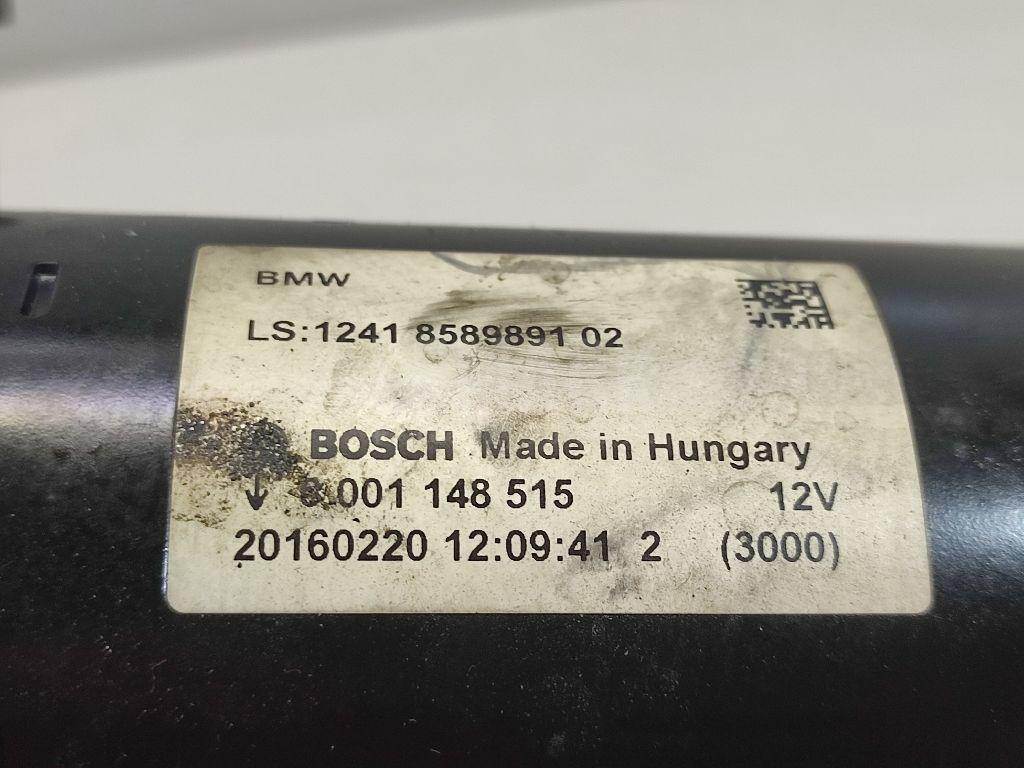 BMW
LS:1241 8589891 02
BOSCH Made in Hungary
↓ 001 148 515 12V
20160220 12:09:41 2 (3000)